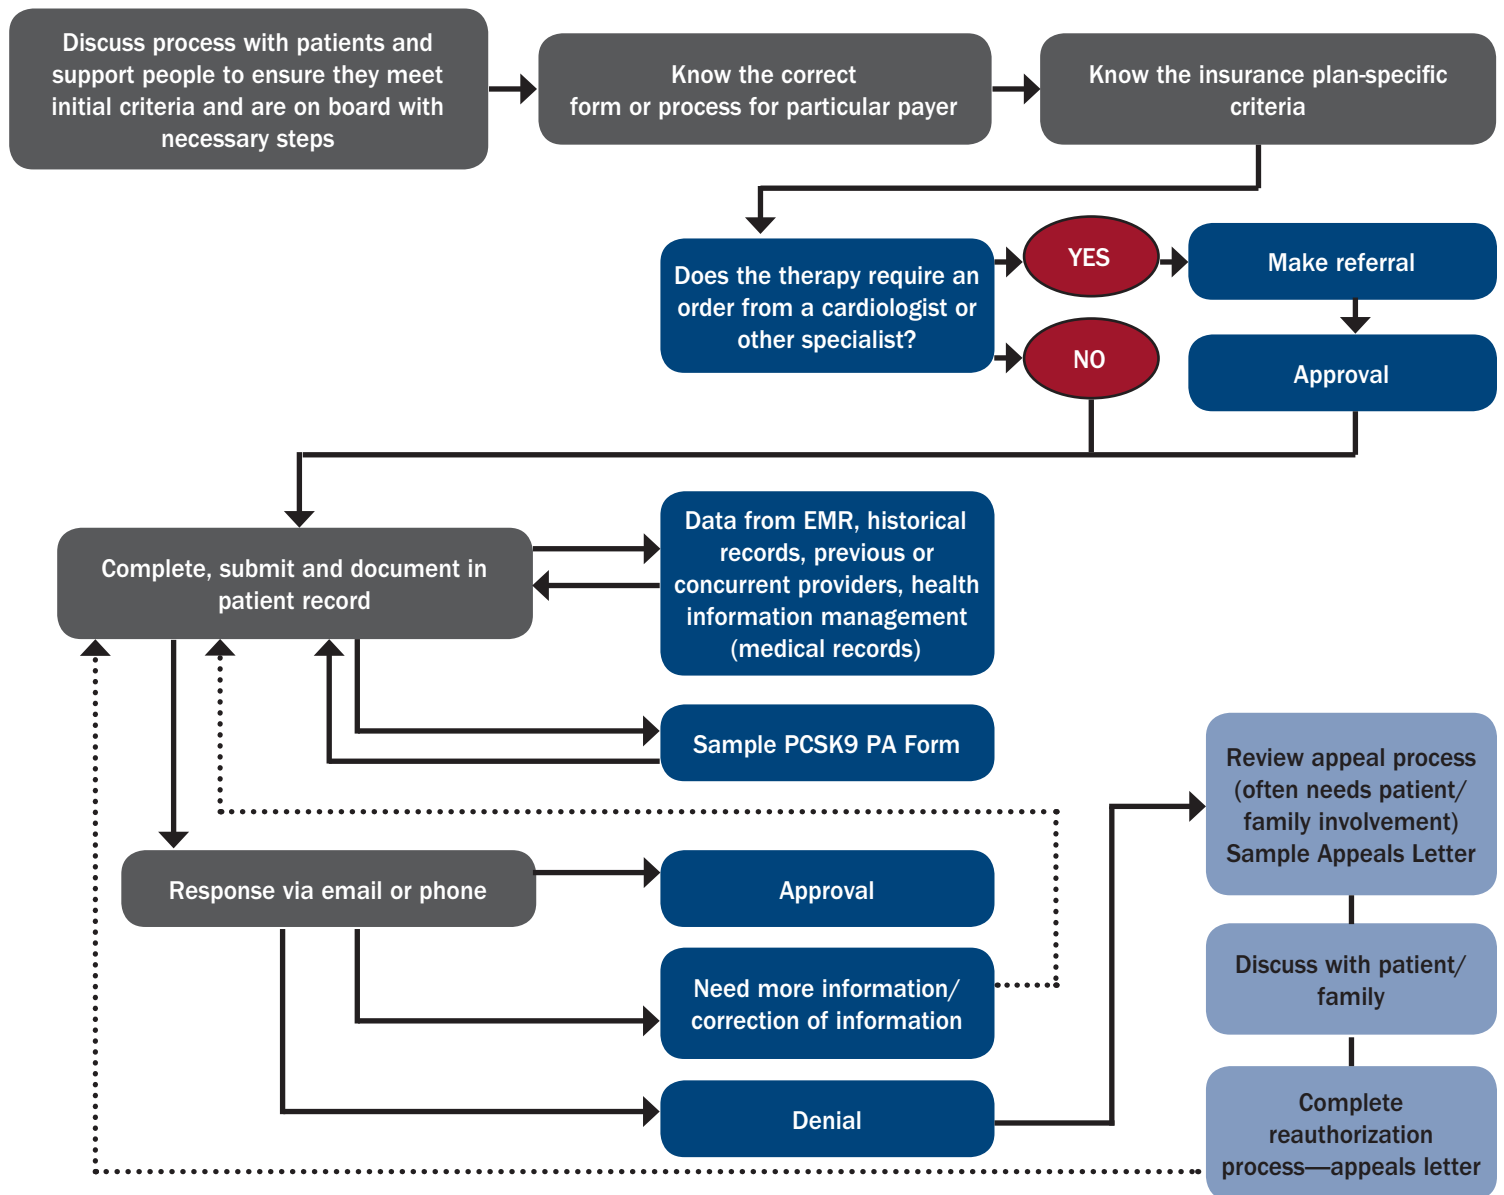 Discuss process with patients and
support people to ensure they meet
initial criteria and are on board with
necessary steps
Know the correct
form or process for particular payer
Know the insurance plan-specific
criteria
Does the therapy require an
order from a cardiologist or
other specialist?
YES
NO
Make referral
Approval
Complete, submit and document in
patient record
Data from EMR, historical
records, previous or
concurrent providers, health
information management
(medical records)
Sample PCSK9 PA Form
Response via email or phone
Approval
Need more information/
correction of information
Denial
Review appeal process
(often needs patient/
family involvement)
Sample Appeals Letter
Discuss with patient/
family
Complete
reauthorization
process—appeals letter